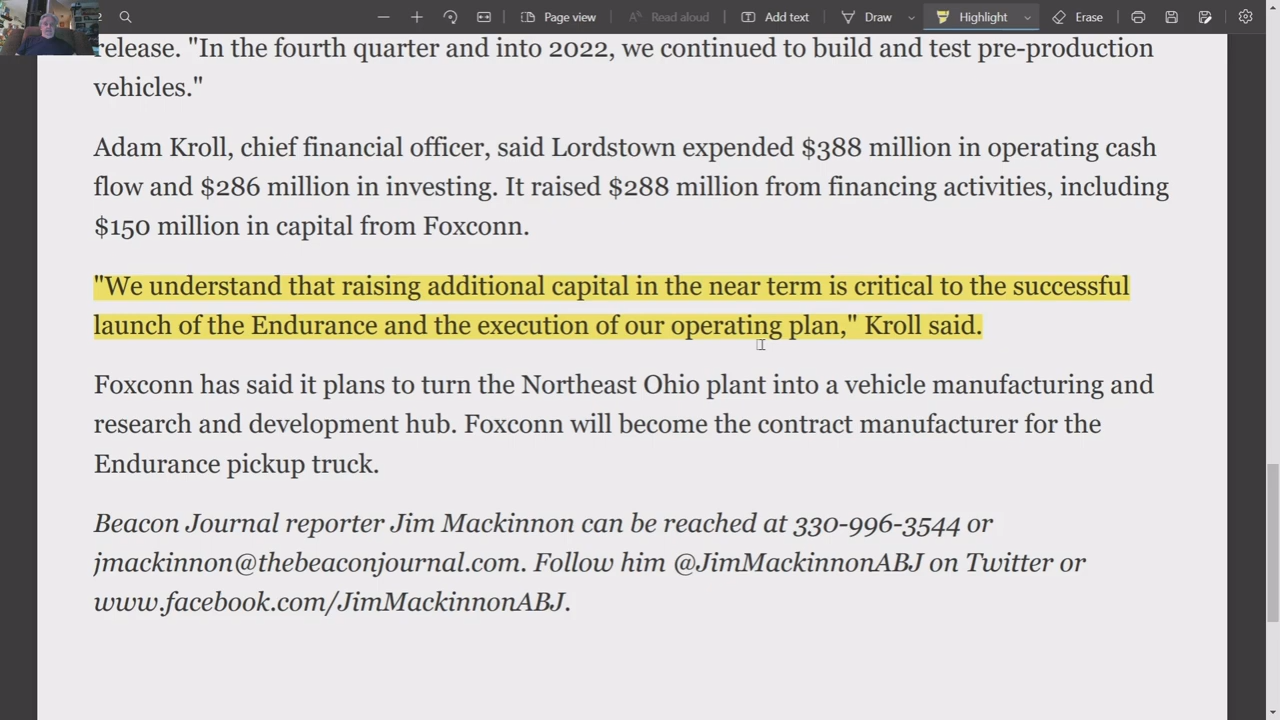 2
Page view
Read aloud
Add text
Draw
Highlight
Erase
release. "In the fourth quarter and into 2022, we continued to build and test pre-production
vehicles."
Adam Kroll, chief financial officer, said Lordstown expended $388 million in operating cash
flow and $286 million in investing. It raised $288 million from financing activities, including
$150 million in capital from Foxconn.
"We understand that raising additional capital in the near term is critical to the successful
launch of the Endurance and the execution of our operating plan," Kroll said.
Foxconn has said it plans to turn the Northeast Ohio plant into a vehicle manufacturing and
research and development hub. Foxconn will become the contract manufacturer for the
Endurance pickup truck.
Beacon Journal reporter Jim Mackinnon can be reached at 330-996-3544 or
jmackinnon@thebeaconjournal.com. Follow him @JimMackinnonABJ on Twitter or
www.facebook.com/JimMackinnonABJ.